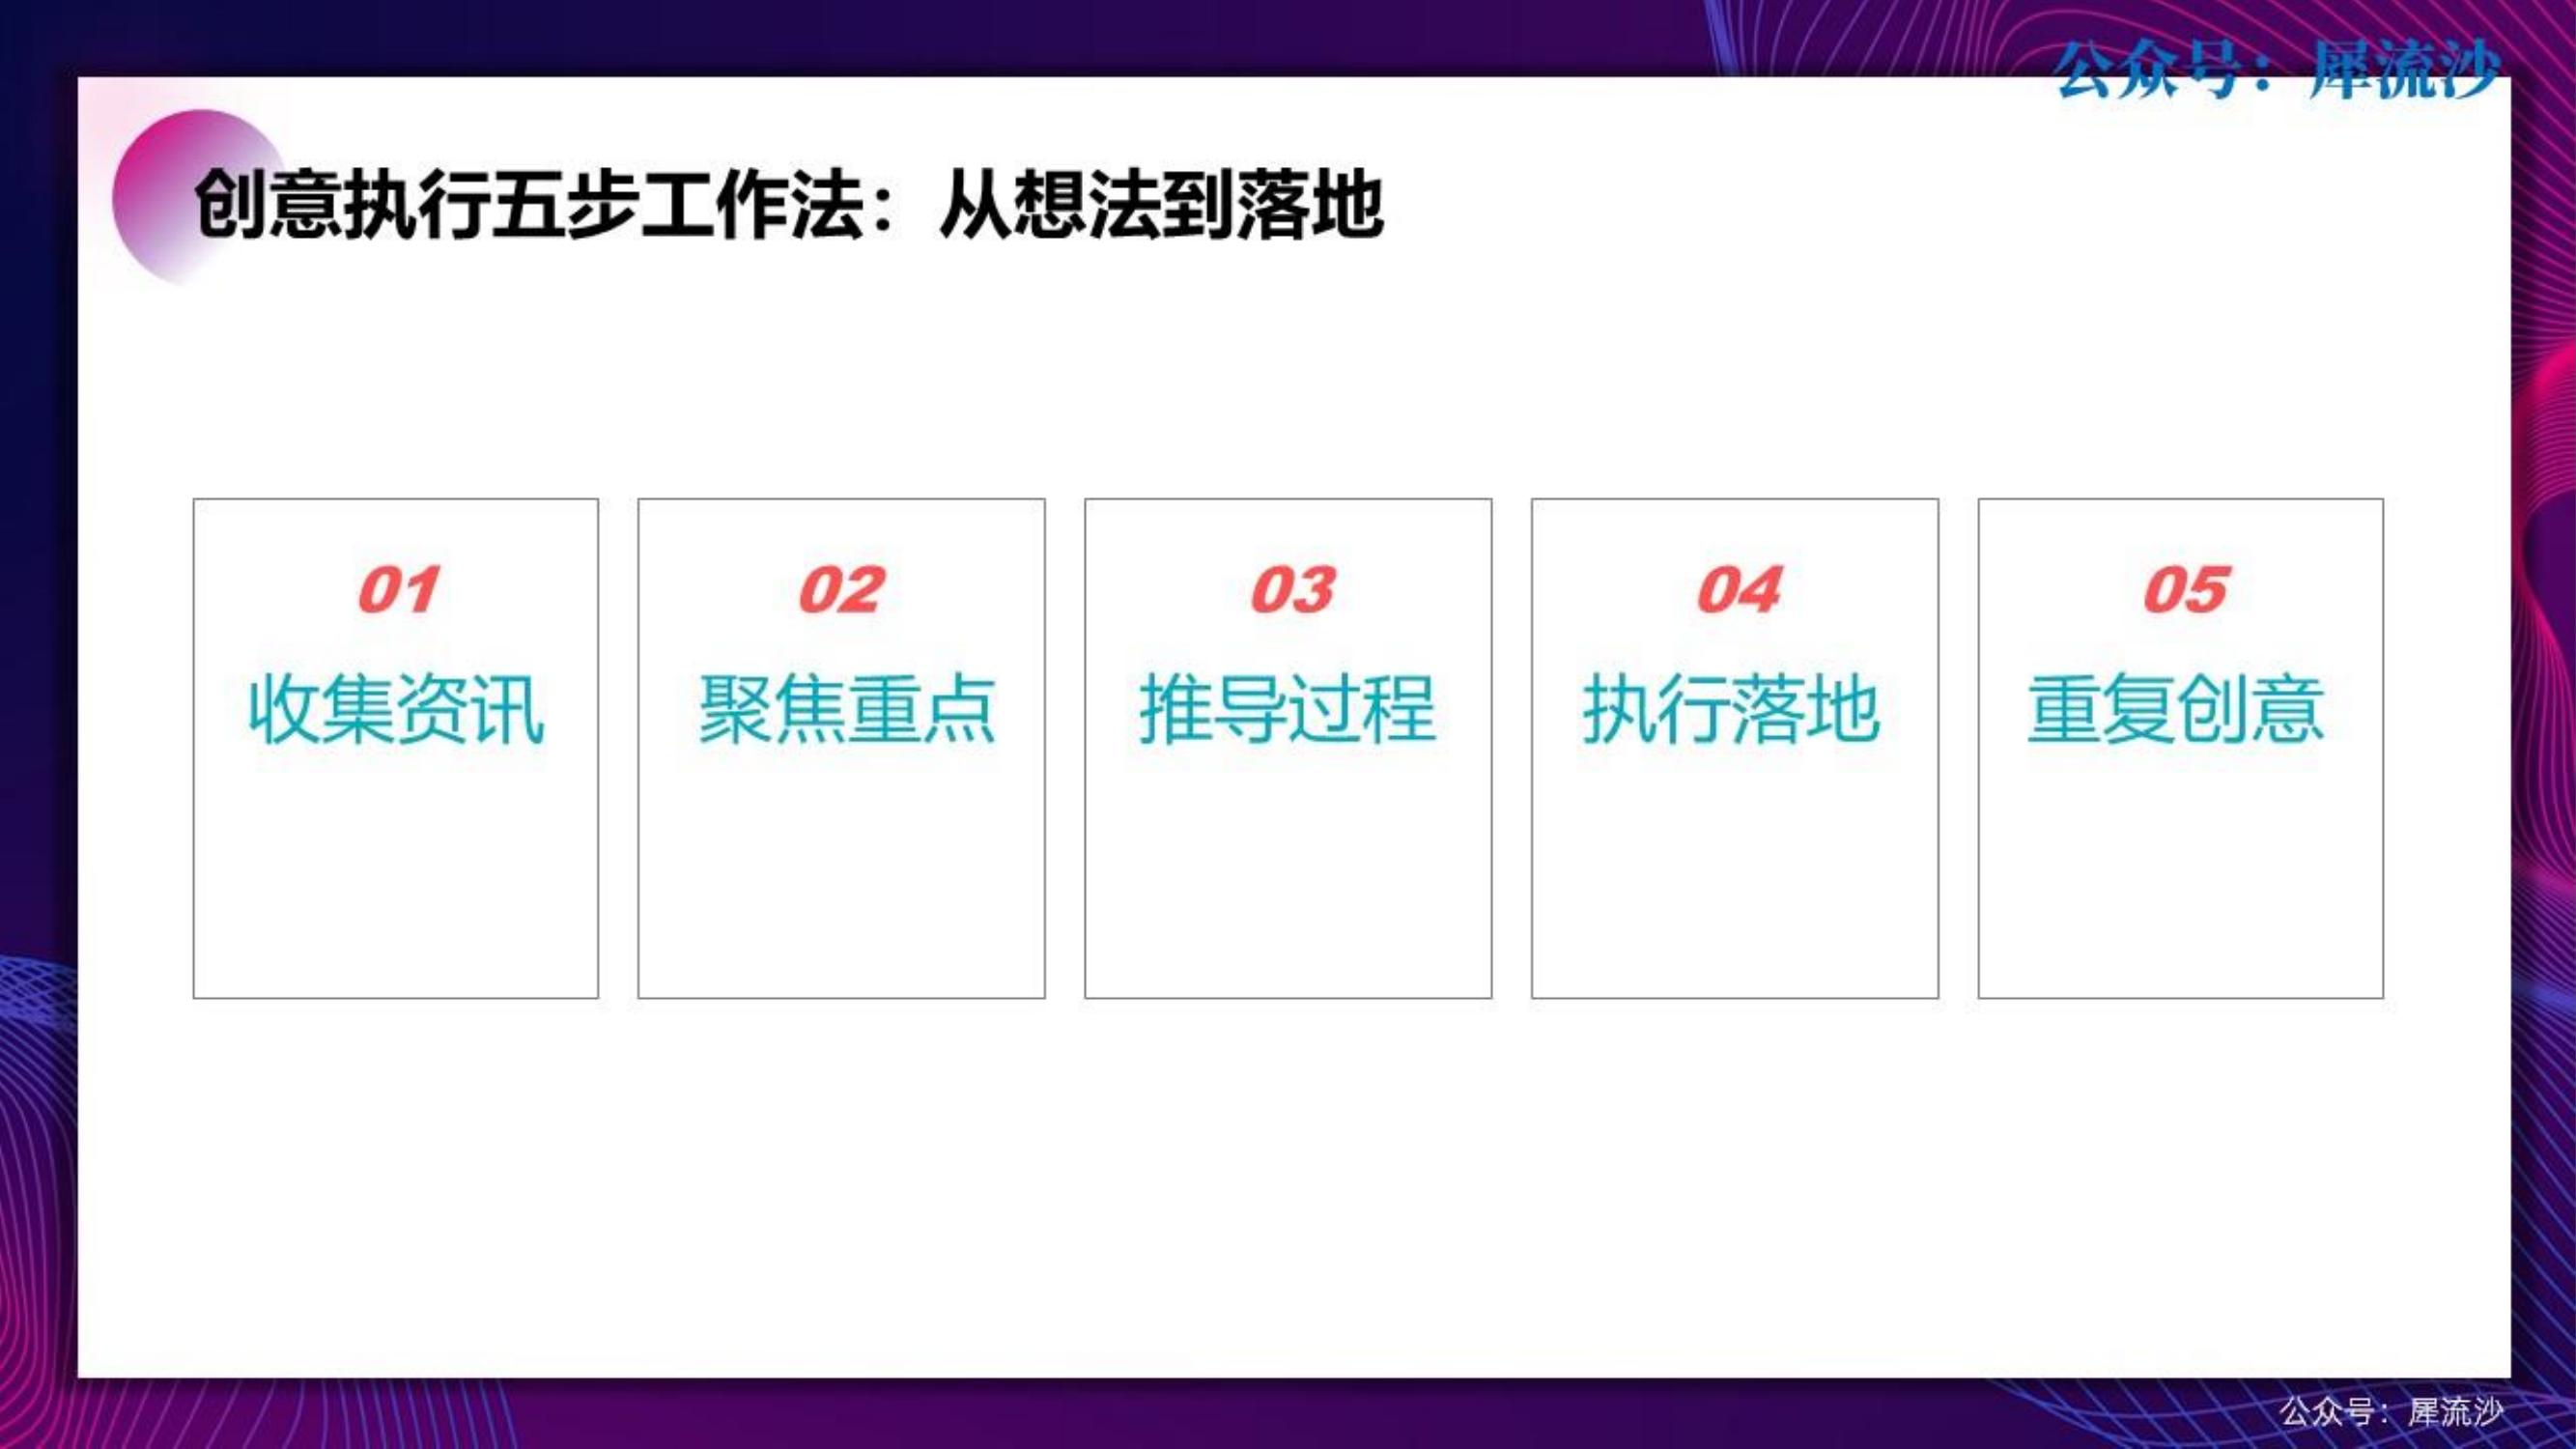 公众号：犀流沙
创意执行五步工作法：从想法到落地
01
收集资讯
02
聚焦重点
03
推导过程
04
执行落地
05
重复创意
公众号：犀流沙